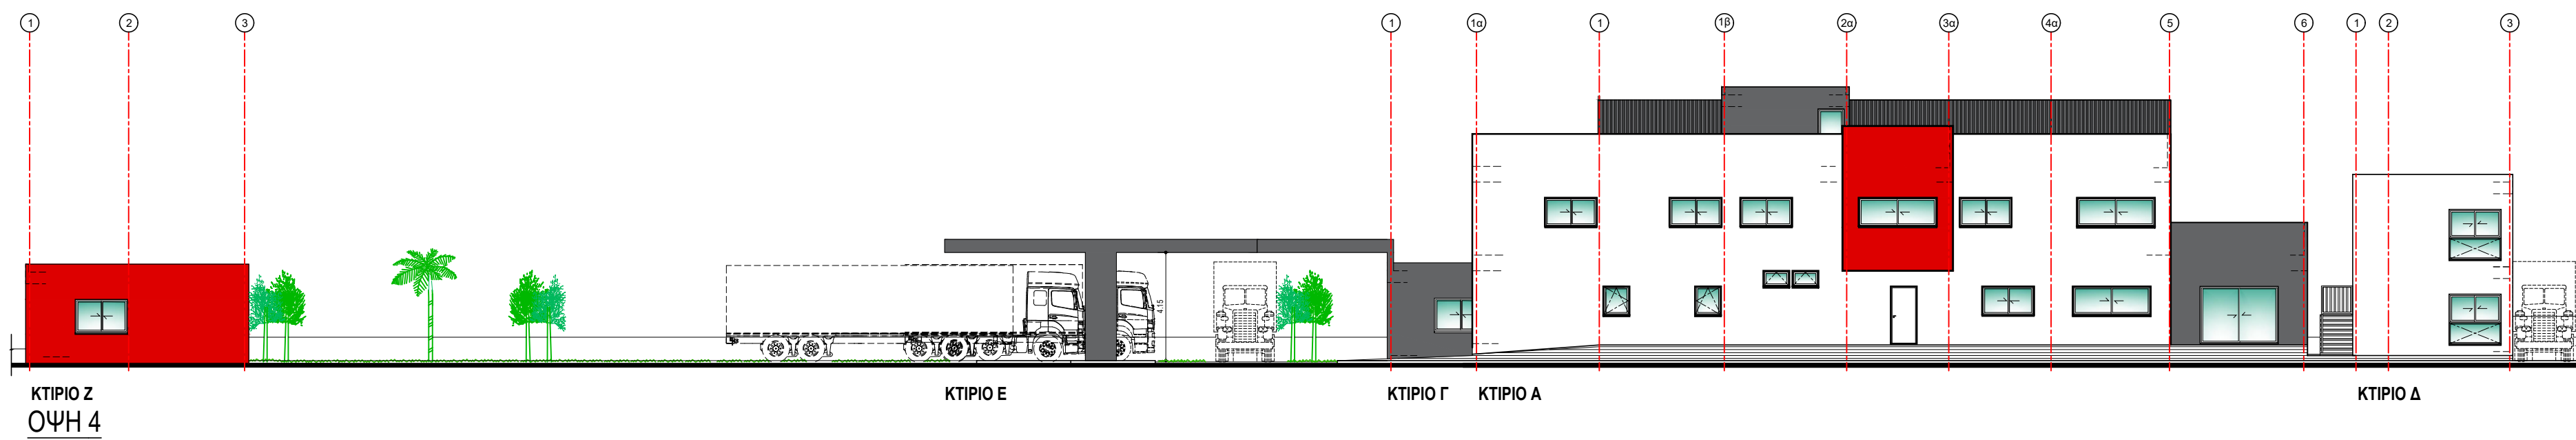 1 2 3 1 1α 1 1β 2α 3α 4α 5 6 1 2 3
4.15
ΚΤΙΡΙΟ Ζ ΚΤΙΡΙΟ Ε ΚΤΙΡΙΟ Γ ΚΤΙΡΙΟ Α ΚΤΙΡΙΟ Δ
ΟΨΗ 4